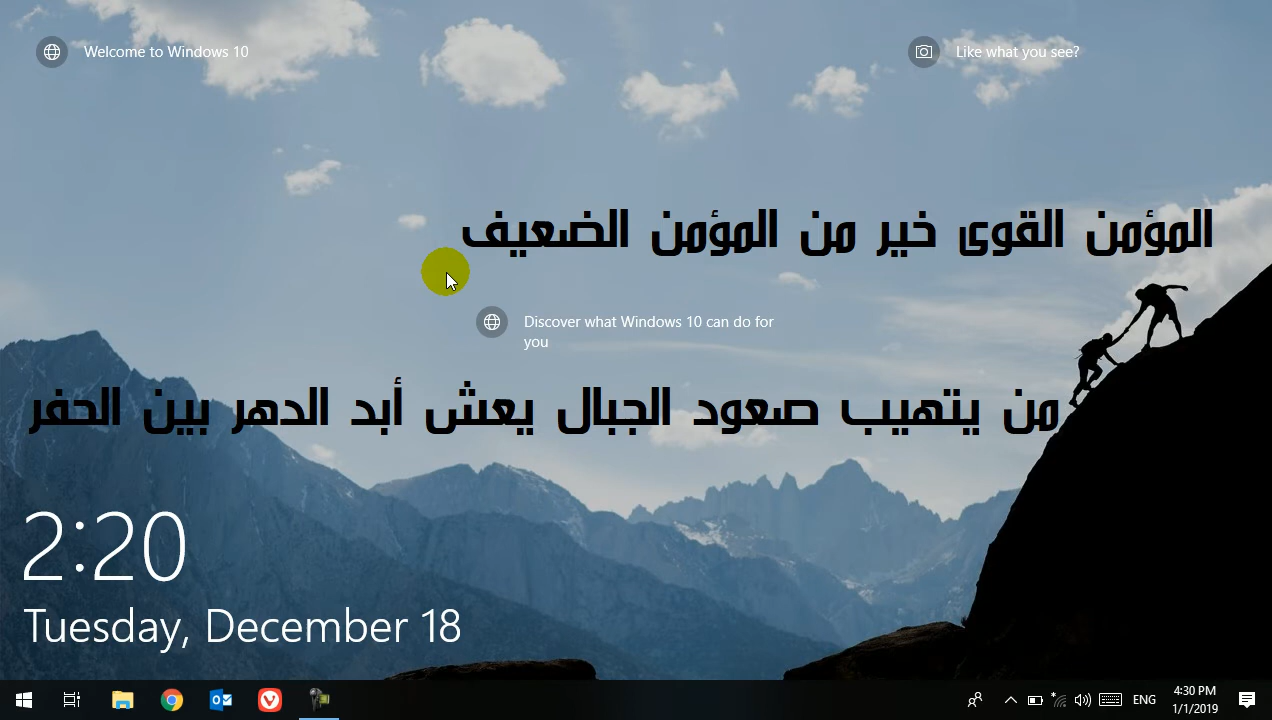 Welcome to Windows 10
Like what you see?
المؤمن القوى خير من المؤمن الضعيف
Discover what Windows 10 can do for
you
من يتهيب صعود الجبال يعش أبد الدهر بين الحفر
2:20
Tuesday, December 18
ENG
4:30 PM
1/1/2019